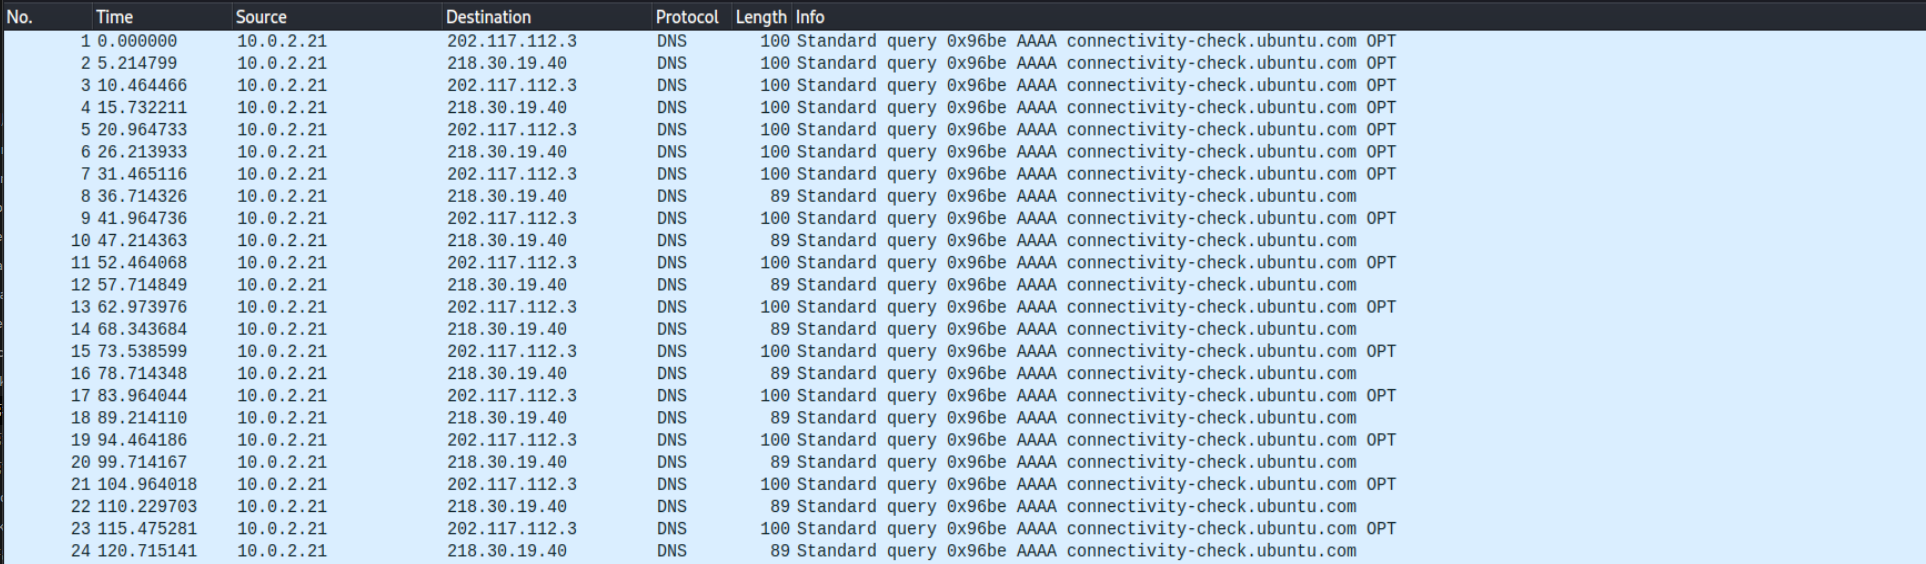 No. Time Source Destination Protocol Length Info
1 0.000000 10.0.2.21 202.117.112.3 DNS 100 Standard query 0x96be AAAA connectivity-check.ubuntu.com OPT
2 5.214799 10.0.2.21 218.30.19.40 DNS 100 Standard query 0x96be AAAA connectivity-check.ubuntu.com OPT
3 10.464466 10.0.2.21 202.117.112.3 DNS 100 Standard query 0x96be AAAA connectivity-check.ubuntu.com OPT
4 15.732211 10.0.2.21 218.30.19.40 DNS 100 Standard query 0x96be AAAA connectivity-check.ubuntu.com OPT
5 20.964733 10.0.2.21 202.117.112.3 DNS 100 Standard query 0x96be AAAA connectivity-check.ubuntu.com OPT
6 26.213933 10.0.2.21 218.30.19.40 DNS 100 Standard query 0x96be AAAA connectivity-check.ubuntu.com OPT
7 31.465116 10.0.2.21 202.117.112.3 DNS 100 Standard query 0x96be AAAA connectivity-check.ubuntu.com OPT
8 36.714326 10.0.2.21 218.30.19.40 DNS 89 Standard query 0x96be AAAA connectivity-check.ubuntu.com
9 41.964736 10.0.2.21 202.117.112.3 DNS 100 Standard query 0x96be AAAA connectivity-check.ubuntu.com OPT
10 47.214363 10.0.2.21 218.30.19.40 DNS 89 Standard query 0x96be AAAA connectivity-check.ubuntu.com
11 52.464068 10.0.2.21 202.117.112.3 DNS 100 Standard query 0x96be AAAA connectivity-check.ubuntu.com OPT
12 57.714849 10.0.2.21 218.30.19.40 DNS 89 Standard query 0x96be AAAA connectivity-check.ubuntu.com
13 62.973976 10.0.2.21 202.117.112.3 DNS 100 Standard query 0x96be AAAA connectivity-check.ubuntu.com OPT
14 68.343684 10.0.2.21 218.30.19.40 DNS 89 Standard query 0x96be AAAA connectivity-check.ubuntu.com
15 73.538599 10.0.2.21 202.117.112.3 DNS 100 Standard query 0x96be AAAA connectivity-check.ubuntu.com OPT
16 78.714348 10.0.2.21 218.30.19.40 DNS 89 Standard query 0x96be AAAA connectivity-check.ubuntu.com
17 83.964044 10.0.2.21 202.117.112.3 DNS 100 Standard query 0x96be AAAA connectivity-check.ubuntu.com OPT
18 89.214110 10.0.2.21 218.30.19.40 DNS 89 Standard query 0x96be AAAA connectivity-check.ubuntu.com
19 94.464186 10.0.2.21 202.117.112.3 DNS 100 Standard query 0x96be AAAA connectivity-check.ubuntu.com OPT
20 99.714167 10.0.2.21 218.30.19.40 DNS 89 Standard query 0x96be AAAA connectivity-check.ubuntu.com
21 104.964018 10.0.2.21 202.117.112.3 DNS 100 Standard query 0x96be AAAA connectivity-check.ubuntu.com OPT
22 110.229703 10.0.2.21 218.30.19.40 DNS 89 Standard query 0x96be AAAA connectivity-check.ubuntu.com
23 115.475281 10.0.2.21 202.117.112.3 DNS 100 Standard query 0x96be AAAA connectivity-check.ubuntu.com OPT
24 120.715141 10.0.2.21 218.30.19.40 DNS 89 Standard query 0x96be AAAA connectivity-check.ubuntu.com